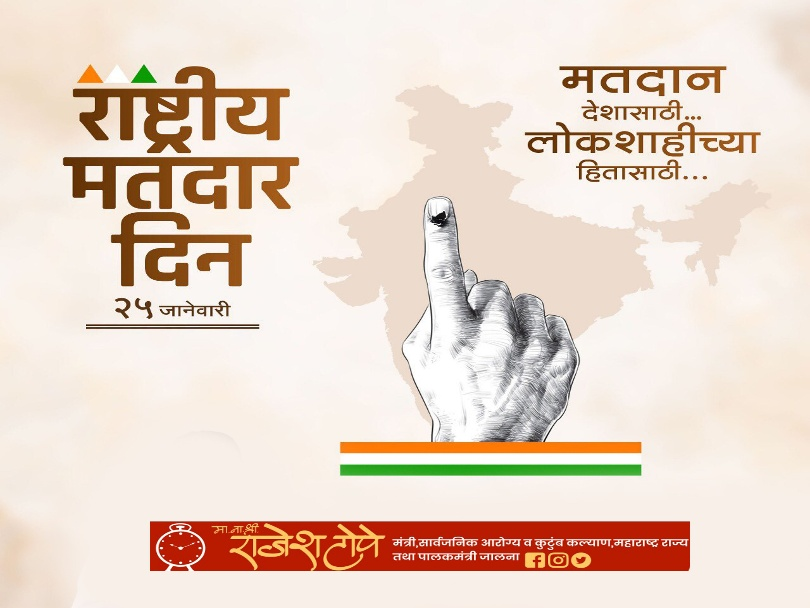 राष्ट्रीय
मतदार
दिन
२५ जानेवारी
मतदान
देशासाठी...
लोकशाहीच्या
हितासाठी...
मा.ना.श्री
राजेश टोपे
मंत्री,सार्वजनिक आरोग्य व कुटुंब कल्याण,महाराष्ट्र राज्य
तथा पालकमंत्री जालना